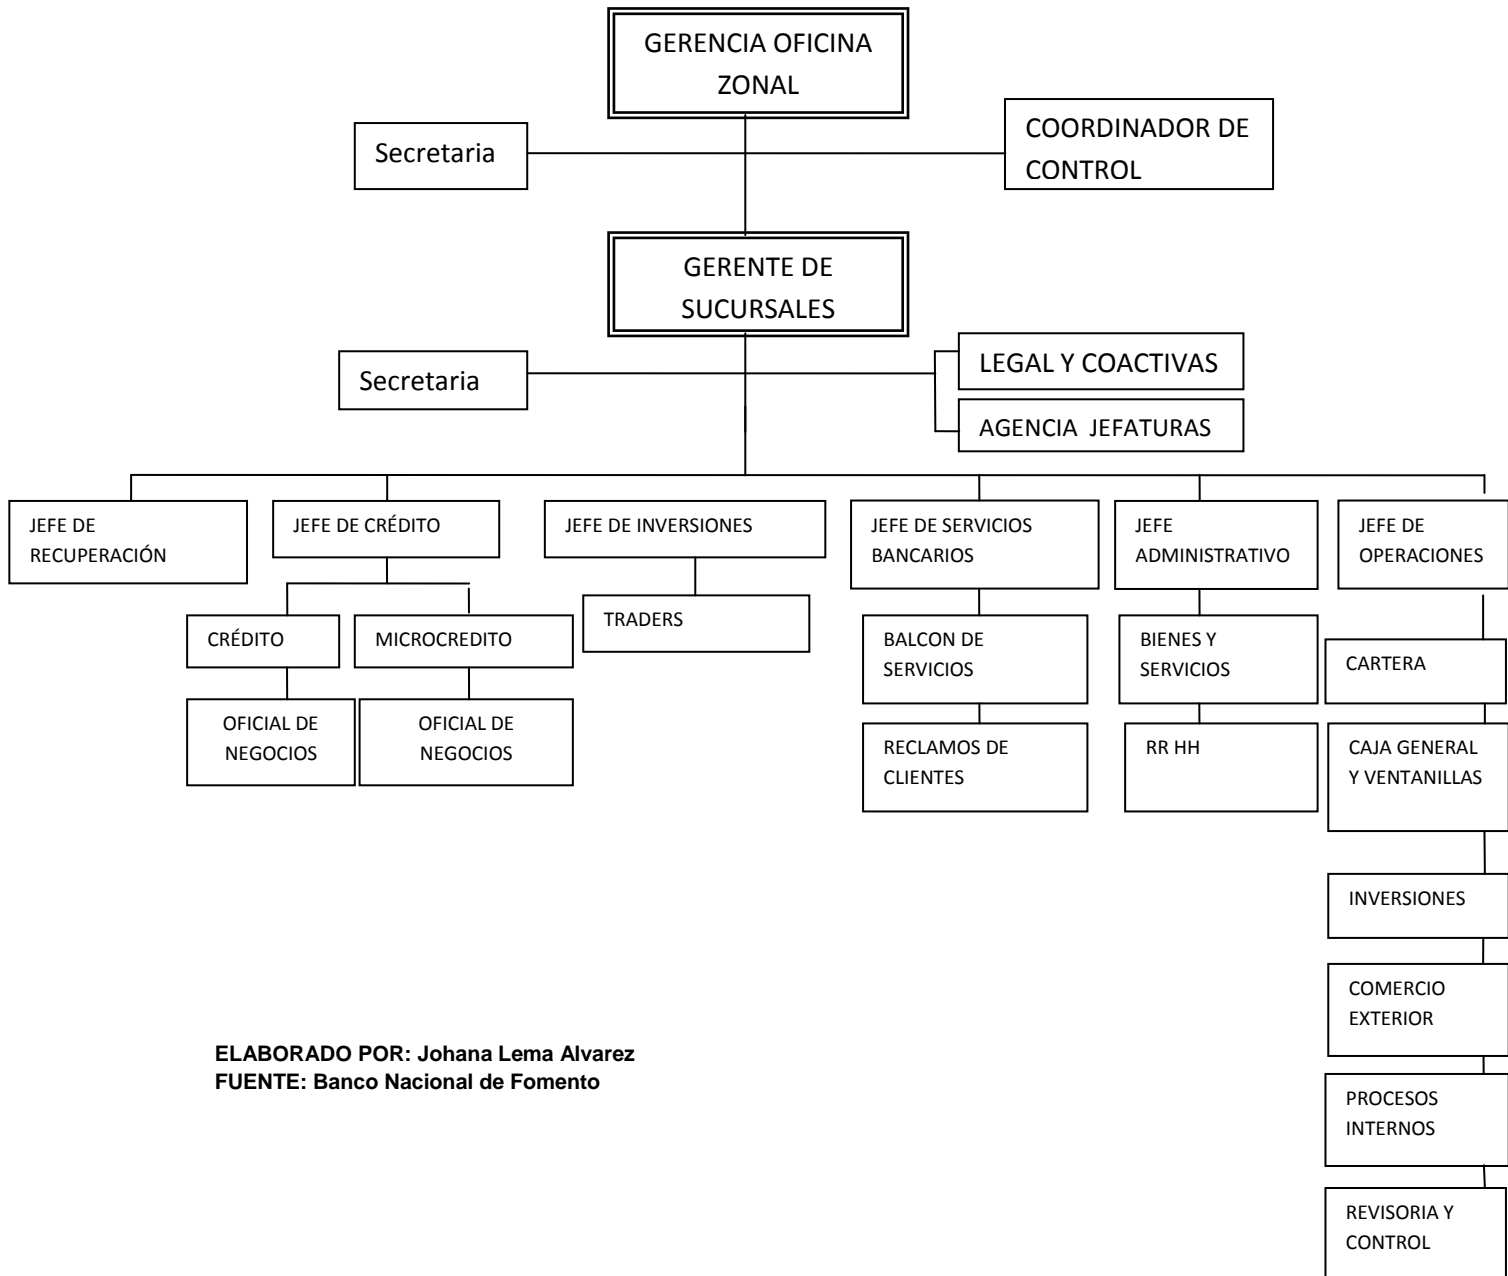 GERENCIA OFICINA
ZONAL
Secretaria
COORDINADOR DE
CONTROL
GERENTE DE
SUCURSALES
Secretaria
LEGAL Y COACTIVAS
AGENCIA JEFATURAS
JEFE DE
RECUPERACIÓN
JEFE DE CRÉDITO
JEFE DE INVERSIONES
JEFE DE SERVICIOS
BANCARIOS
JEFE
ADMINISTRATIVO
JEFE DE
OPERACIONES
CRÉDITO
MICROCREDITO
TRADERS
BALCON DE
SERVICIOS
BIENES Y
SERVICIOS
CARTERA
OFICIAL DE
NEGOCIOS
OFICIAL DE
NEGOCIOS
RECLAMOS DE
CLIENTES
RR HH
CAJA GENERAL
Y VENTANILLAS
INVERSIONES
COMERCIO
EXTERIOR
PROCESOS
INTERNOS
REVISORIA Y
CONTROL
ELABORADO POR: Johana Lema Alvarez
FUENTE: Banco Nacional de Fomento